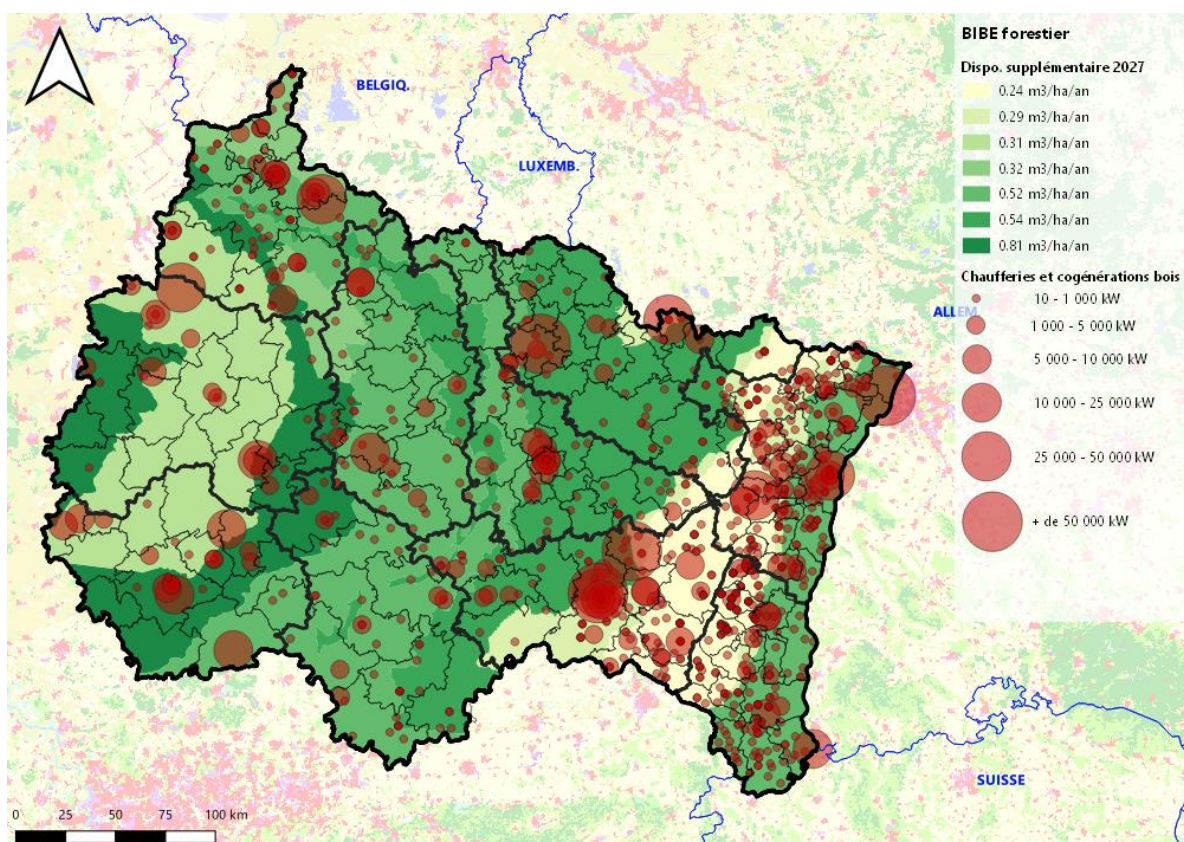 BIBE forestier
Dispo. supplémentaire 2027
0.24 m3/ha/an
0.29 m3/ha/an
0.31 m3/ha/an
0.32 m3/ha/an
0.52 m3/ha/an
0.54 m3/ha/an
0.81 m3/ha/an
Chaufferies et cogénérations bois
10 - 1 000 kW
1 000 - 5 000 kW
5 000 - 10 000 kW
10 000 - 25 000 kW
25 000 - 50 000 kW
+ de 50 000 kW
BELGIQ.
LUXEMB.
ALLEM.
SUISSE
0 25 50 75 100 km